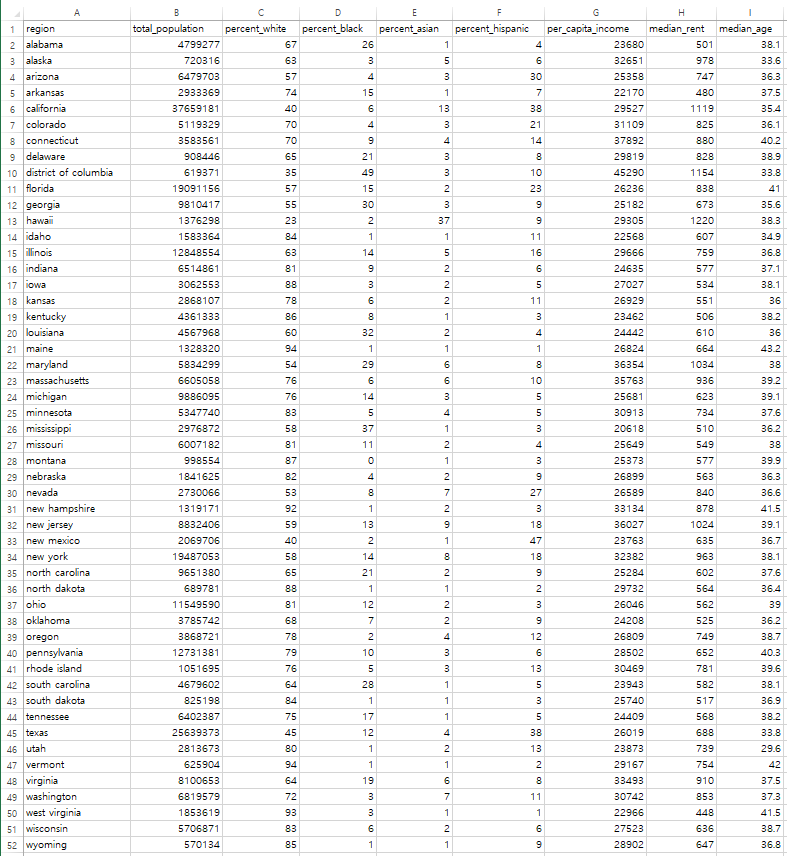 A B C D E F G H I
1 region total_population percent_white percent_black percent_asian percent_hispanic per_capita_income median_rent median_age
2 alabama 4799277 67 26 1 4 23680 501 38.1
3 alaska 720316 63 3 5 6 32651 978 33.6
4 arizona 6479703 57 4 3 30 25358 747 36.3
5 arkansas 2933369 74 15 1 7 22170 480 37.5
6 california 37659181 40 6 13 38 29527 1119 35.4
7 colorado 5119329 70 4 3 21 31109 825 36.1
8 connecticut 3583561 70 9 4 14 37892 880 40.2
9 delaware 908446 65 21 3 8 29819 828 38.9
10 district of columbia 619371 35 49 3 10 45290 1154 33.8
11 florida 19091156 57 15 2 23 26236 838 41
12 georgia 9810417 55 30 3 9 25182 673 35.6
13 hawaii 1376298 23 2 37 9 29305 1220 38.3
14 idaho 1583364 84 1 1 11 22568 607 34.9
15 illinois 12848554 63 14 5 16 29666 759 36.8
16 indiana 6514861 81 9 2 6 24635 577 37.1
17 iowa 3062553 88 3 2 5 27027 534 38.1
18 kansas 2868107 78 6 2 11 26929 551 36
19 kentucky 4361333 86 8 1 3 23462 506 38.2
20 louisiana 4567968 60 32 2 4 24442 610 36
21 maine 1328320 94 1 1 1 26824 664 43.2
22 maryland 5834299 54 29 6 8 36354 1034 38
23 massachusetts 6605058 76 6 6 10 35763 936 39.2
24 michigan 9886095 76 14 3 5 25681 623 39.1
25 minnesota 5347740 83 5 4 5 30913 734 37.6
26 mississippi 2976872 58 37 1 3 20618 510 36.2
27 missouri 6007182 81 11 2 4 25649 549 38
28 montana 998554 87 0 1 3 25373 577 39.9
29 nebraska 1841625 82 4 2 9 26899 563 36.3
30 nevada 2730066 53 8 7 27 26589 840 36.6
31 new hampshire 1319171 92 1 2 3 33134 878 41.5
32 new jersey 8832406 59 13 9 18 36027 1024 39.1
33 new mexico 2069706 40 2 1 47 23763 635 36.7
34 new york 19487053 58 14 8 18 32382 963 38.1
35 north carolina 9651380 65 21 2 9 25284 602 37.6
36 north dakota 689781 88 1 1 2 29732 564 36.4
37 ohio 11549590 81 12 2 3 26046 562 39
38 oklahoma 3785742 68 7 2 9 24208 525 36.2
39 oregon 3868721 78 2 4 12 26809 749 38.7
40 pennsylvania 12731381 79 10 3 6 28502 652 40.3
41 rhode island 1051695 76 5 3 13 30469 781 39.6
42 south carolina 4679602 64 28 1 5 23943 582 38.1
43 south dakota 825198 84 1 1 3 25740 517 36.9
44 tennessee 6402387 75 17 1 5 24409 568 38.2
45 texas 25639373 45 12 4 38 26019 688 33.8
46 utah 2813673 80 1 2 13 23873 739 29.6
47 vermont 625904 94 1 1 2 29167 754 42
48 virginia 8100653 64 19 6 8 33493 910 37.5
49 washington 6819579 72 3 7 11 30742 853 37.3
50 west virginia 1853619 93 3 1 1 22966 448 41.5
51 wisconsin 5706871 83 6 2 6 27523 636 38.7
52 wyoming 570134 85 1 1 9 28902 647 36.8